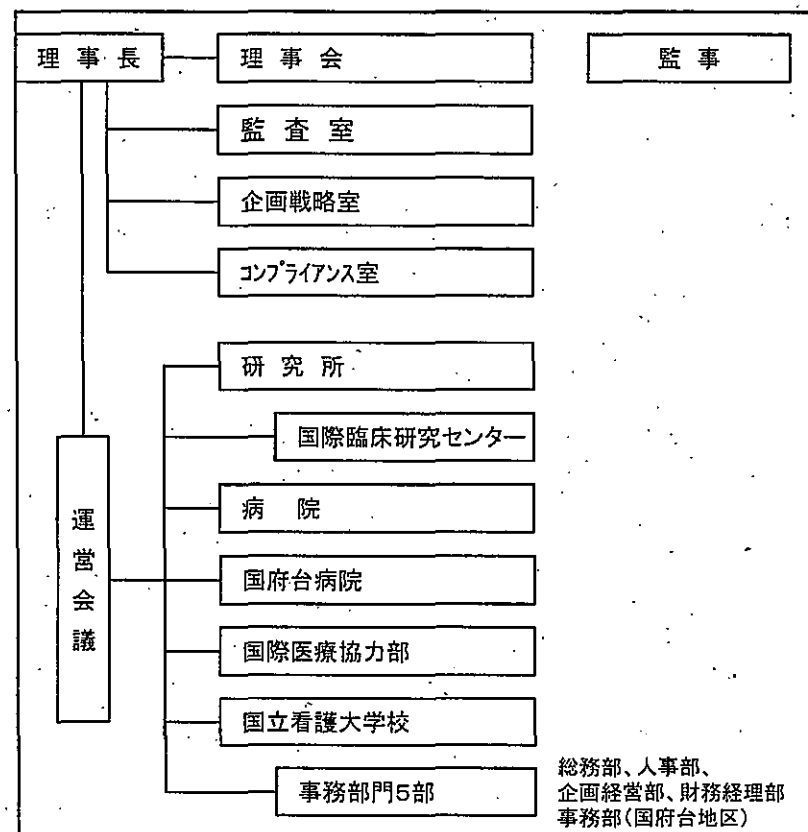 理事長
理事会
監事
監査室
企画戦略室
コンプライアンス室
研究所
国際臨床研究センター
病院
運営会議
国府台病院
国際医療協力部
国立看護大学校
事務部門5部
総務部、人事部、
企画経営部、財務経理部
事務部(国府台地区)